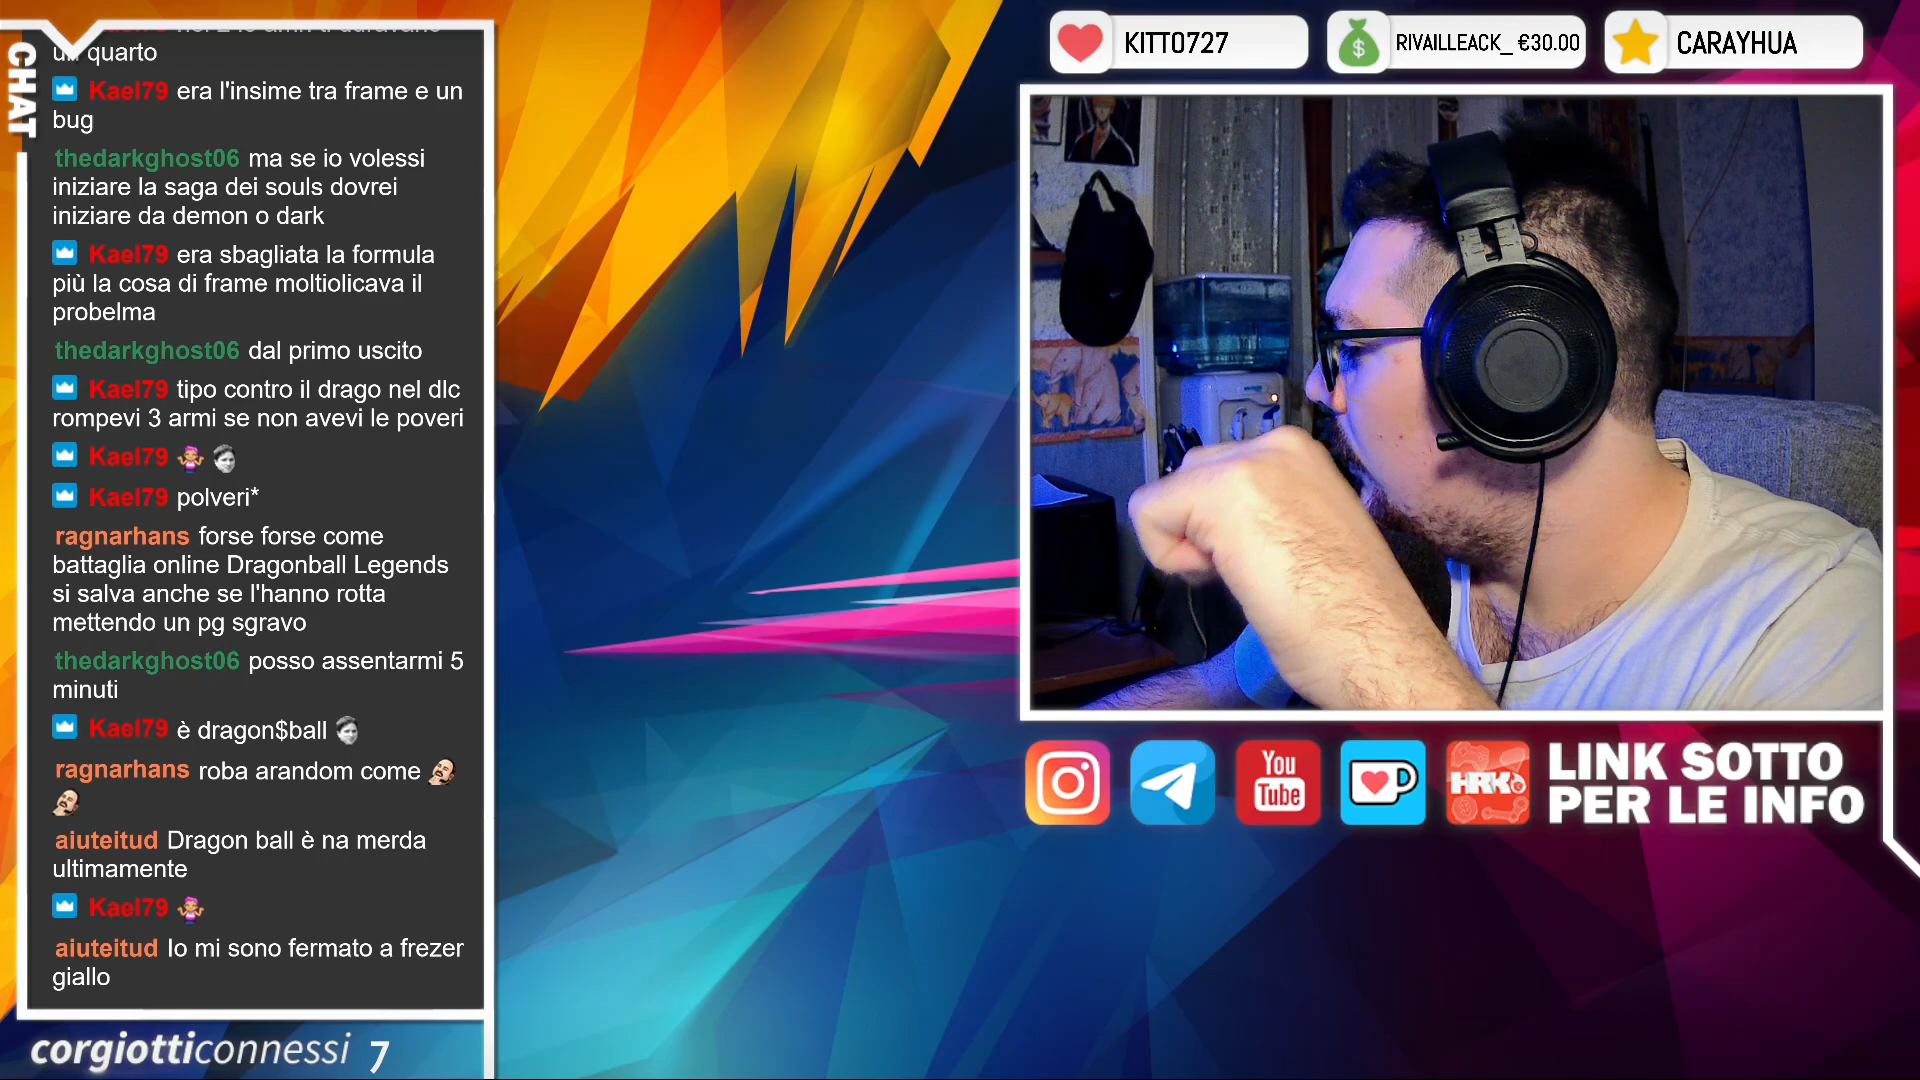 CHAT
un quarto
Kael79 era l'insime tra frame e un
bug
thedarkghost06 ma se io volessi
iniziare la saga dei souls dovrei
iniziare da demon o dark
Kael79 era sbagliata la formula
più la cosa di frame moltiolicava il
probelma
thedarkghost06 dal primo uscito
Kael79 tipo contro il drago nel dlc
rompevi 3 armi se non avevi le poveri
Kael79
Kael79 polveri*
ragnarhans forse forse come
battaglia online Dragonball Legends
si salva anche se l'hanno rotta
mettendo un pg sgravo
thedarkghost06 posso assentarmi 5
minuti
Kael79 è dragon$ball
ragnarhans roba arandom come
aiuteitud Dragon ball è na merda
ultimamente
Kael79
aiuteitud Io mi sono fermato a frezer
giallo
corgiotticonnessi 7
KITTO727
$ RIVAILLEACK_ €30.00
CARAYHUA
You
Tube
HRK
LINK SOTTO
PER LE INFO